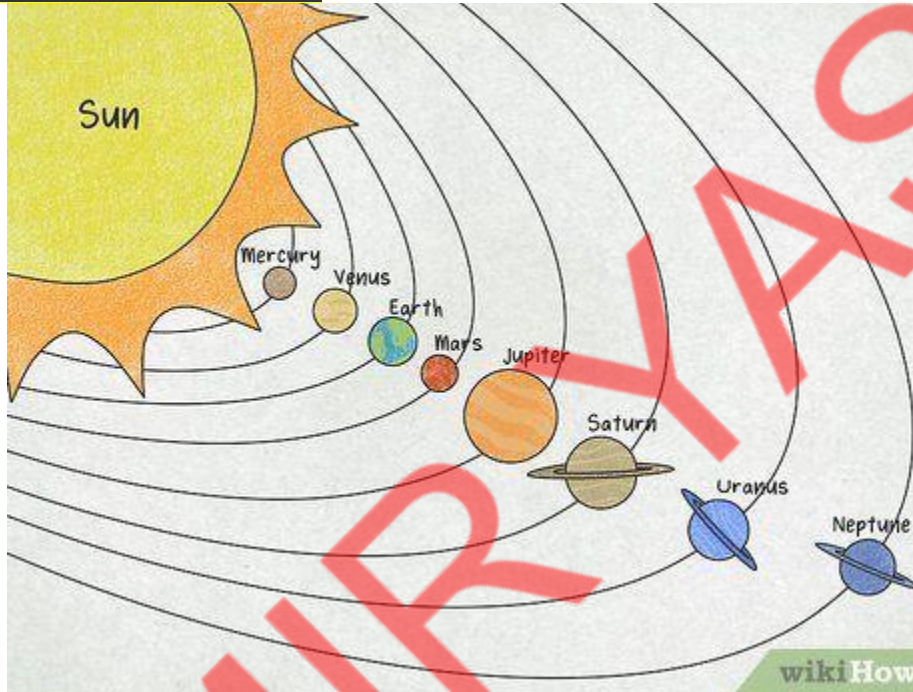 Sun
Mercury
Venus
Earth
Mars
Jupiter
Saturn
Uranus
Neptune
wikiHow